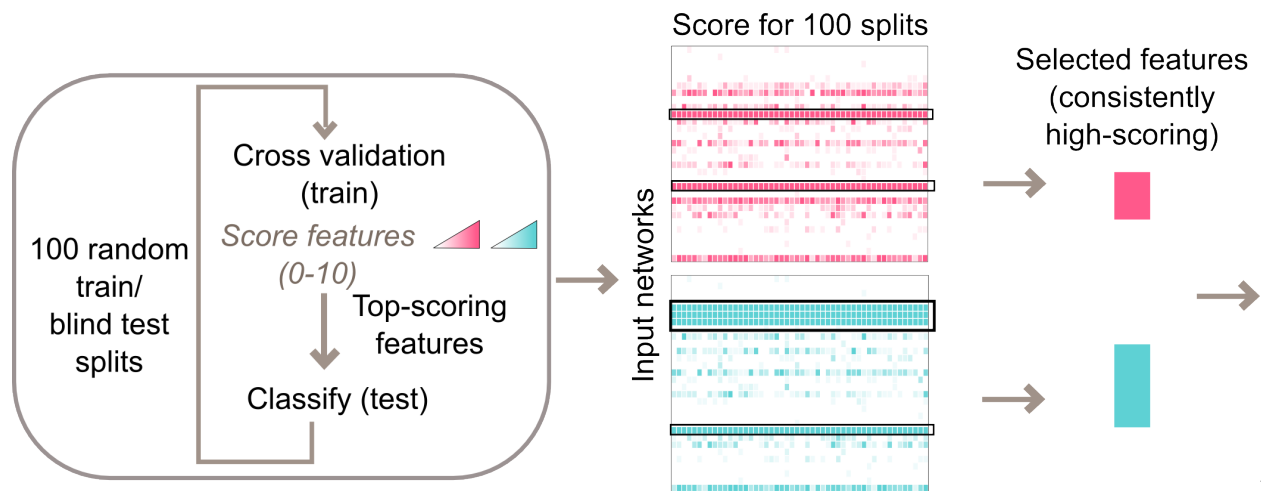 100 random
train/
blind test
splits
Cross validation
(train)
Score features
(0-10)
Top-scoring
features
Classify (test)
Score for 100 splits
Input networks
Selected features
(consistently
high-scoring)